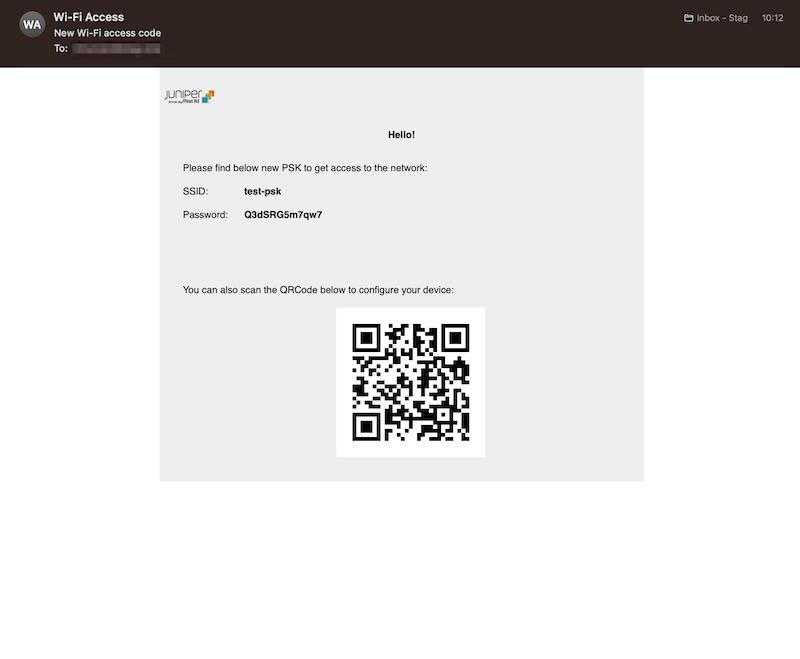 WA
Wi-Fi Access
Inbox - Stag 10:12
New Wi-Fi access code
To:
juniper
driven by Mist AI
Hello!
Please find below new PSK to get access to the network:
SSID: test-psk
Password: Q3dSRG5m7qw7
You can also scan the QRCode below to configure your device: